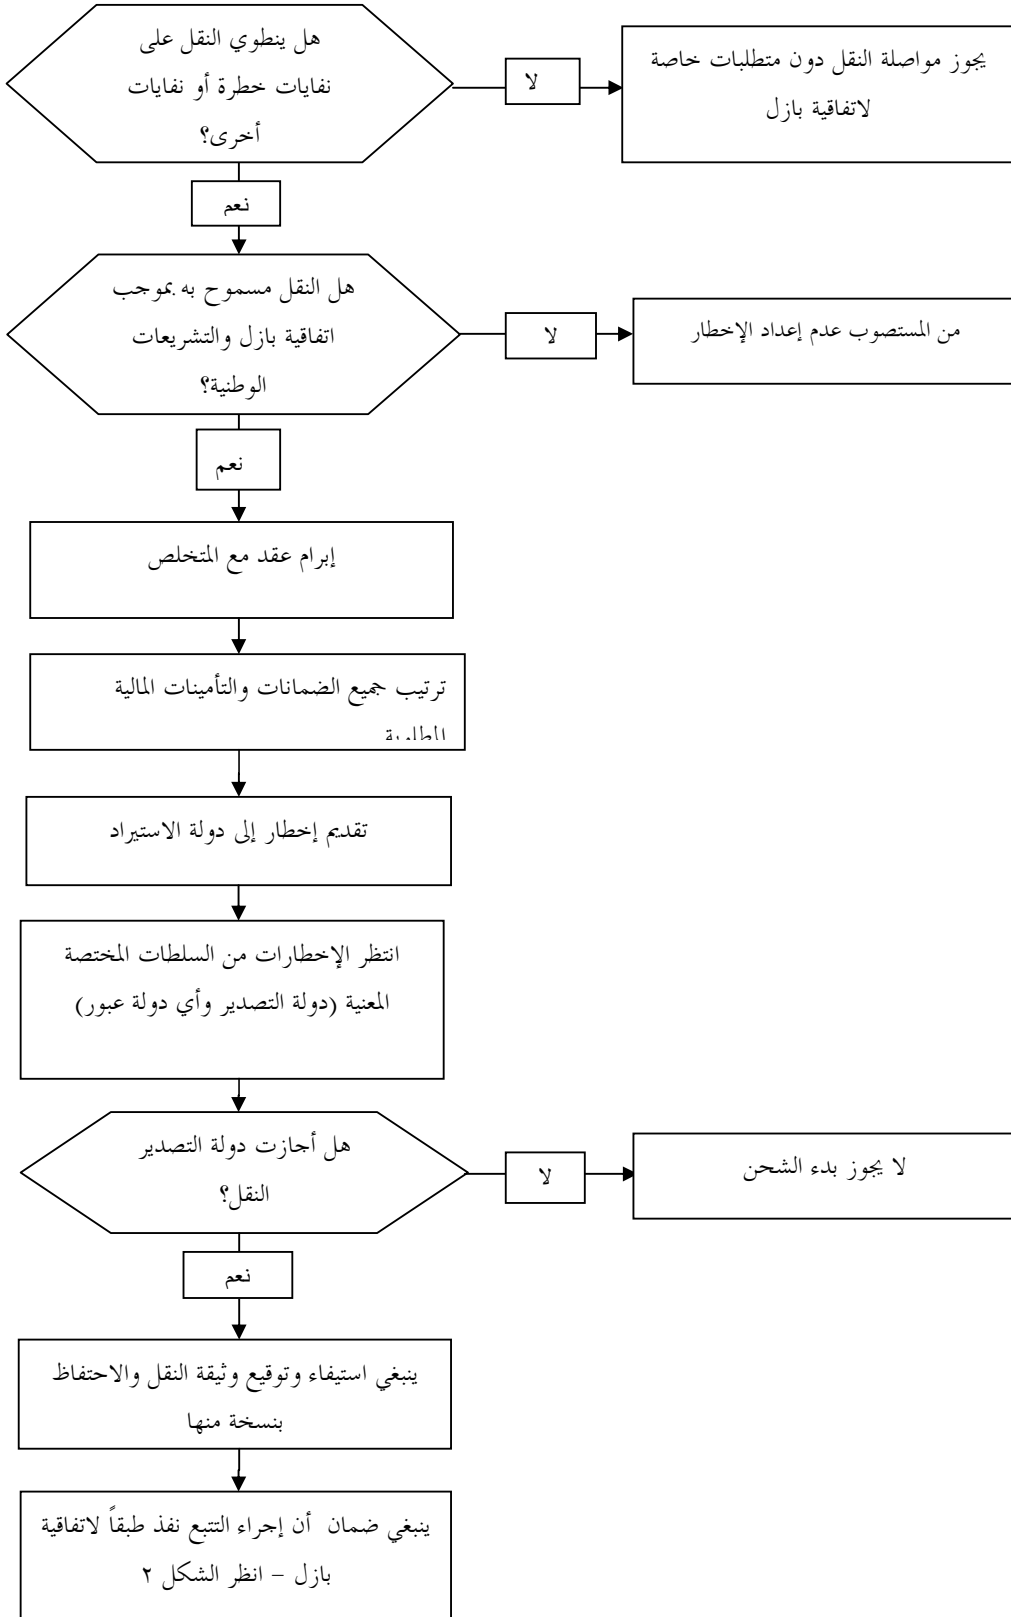 هل ينطوي النقل على
نفايات خطرة أو نفايات
أخرى؟
لا
يجوز مواصلة النقل دون متطلبات خاصة
لاتفاقية بازل
نعم
هل النقل مسموح به بموجب
اتفاقية بازل والتشريعات
الوطنية؟
لا
من المستصوب عدم إعداد الإخطار
نعم
إبرام عقد مع المتخلص
ترتيب جميع الضمانات والتأمينات المالية
المطلوبة
تقديم إخطار إلى دولة الاستيراد
انتظر الإخطارات من السلطات المختصة
المعنية (دولة التصدير وأي دولة عبور)
هل أجازت دولة التصدير
النقل؟
لا
لا يجوز بدء الشحن
نعم
ينبغي استيفاء وتوقيع وثيقة النقل والاحتفاظ
بنسخة منها
ينبغي ضمان أن إجراء التتبع نفذ طبقاً لاتفاقية
بازل – انظر الشكل ٢